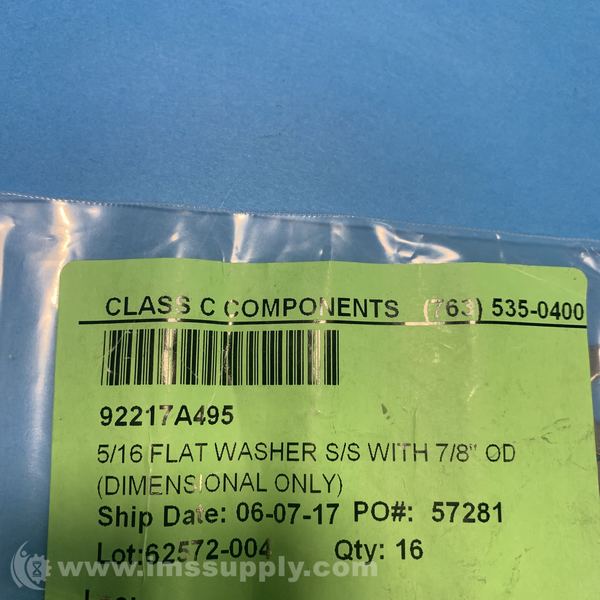 CLASS C COMPONENTS (763) 535-0400
92217A495
5/16 FLAT WASHER S/S WITH 7/8" OD
(DIMENSIONAL ONLY)
Ship Date: 06-07-17 PO#: 57281
Lot:62572-004 Qty: 16
www.imssupply.com